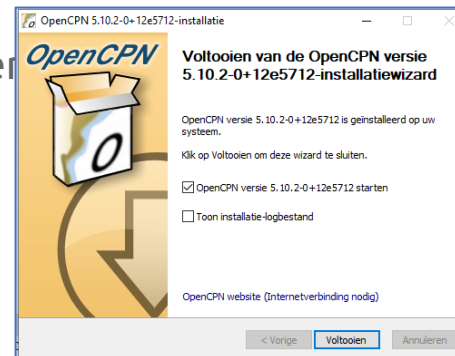 OpenCPN 5.10.2-0+12e5712-installatie
OpenCPN
Voltooien van de OpenCPN versie
5.10.2-0+12e5712-installatiewizard
OpenCPN versie 5.10.2-0+12e5712 is geïnstalleerd op uw
systeem.
Klik op Voltooien om deze wizard te sluiten.
OpenCPN versie 5.10.2-0+12e5712 starten
Toon installatie-logbestand
OpenCPN website (Internetverbinding nodig)
< Vorige
Voltooien
Annuleren